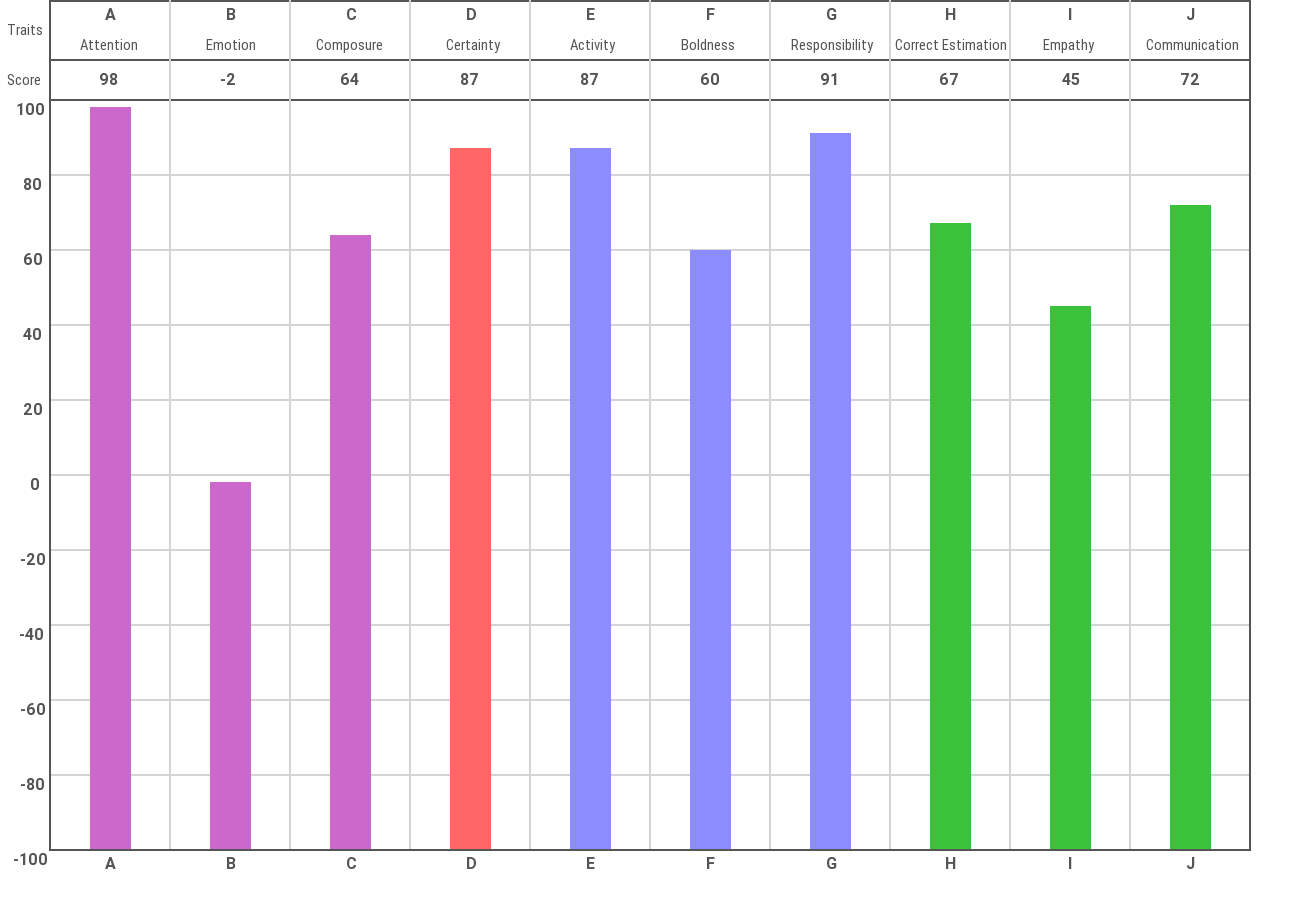 A B C D E F G H I J
Traits
Attention Emotion Composure Certainty Activity Boldness Responsibility Correct Estimation Empathy Communication
Score 98 -2 64 87 87 60 91 67 45 72
100
80
60
40
20
0
-20
-40
-60
-80
-100
A B C D E F G H I J